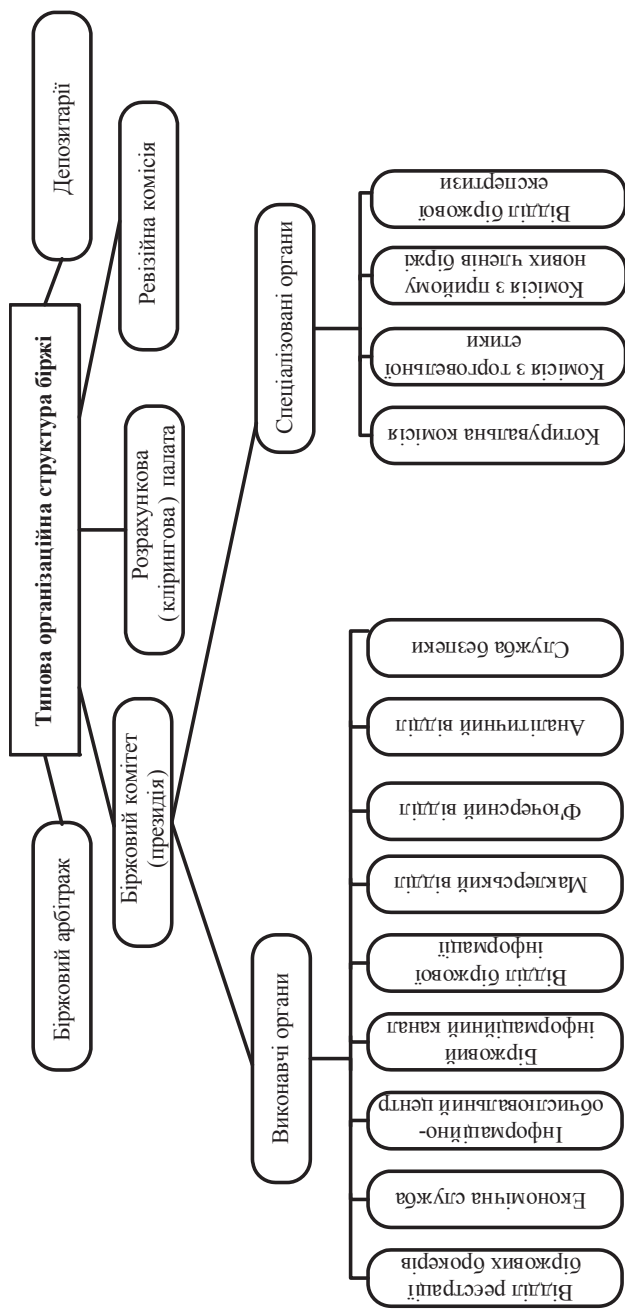 Типова організаційна структура біржі
Біржовий арбітраж
Депозитарії
Біржовий комітет
(президія)
Розрахункова
(клірингова) палата
Ревізійна комісія
Виконавчі органи
Спеціалізовані органи
Відділ реєстрації
біржових брокерів
Економічна служба
Інформаційно-
обчислювальний центр
Біржовий
інформаційний канал
Відділ біржової
інформації
Маклерський відділ
Ф'ючерсний відділ
Аналітичний відділ
Служба безпеки
Котирувальна комісія
Комісія з торговельної
етики
Комісія з прийому
нових членів біржі
Відділ біржової
експертизи